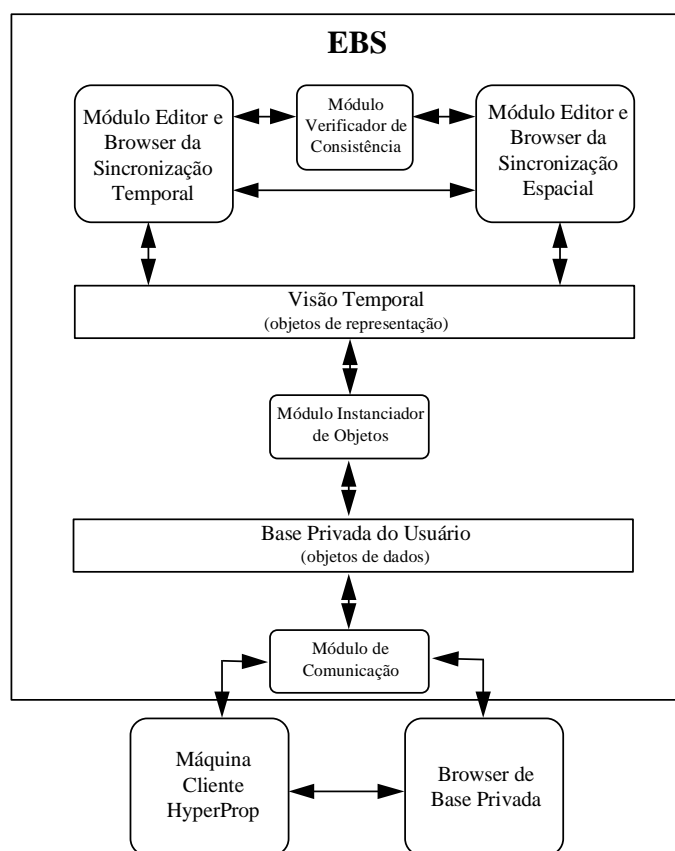 EBS
Módulo Editor e
Browser da
Sincronização
Temporal
Módulo
Verificador de
Consistência
Módulo Editor e
Browser da
Sincronização
Espacial
Visão Temporal
(objetos de representação)
Módulo Instanciador
de Objetos
Base Privada do Usuário
(objetos de dados)
Módulo de
Comunicação
Máquina
Cliente
HyperProp
Browser de
Base Privada